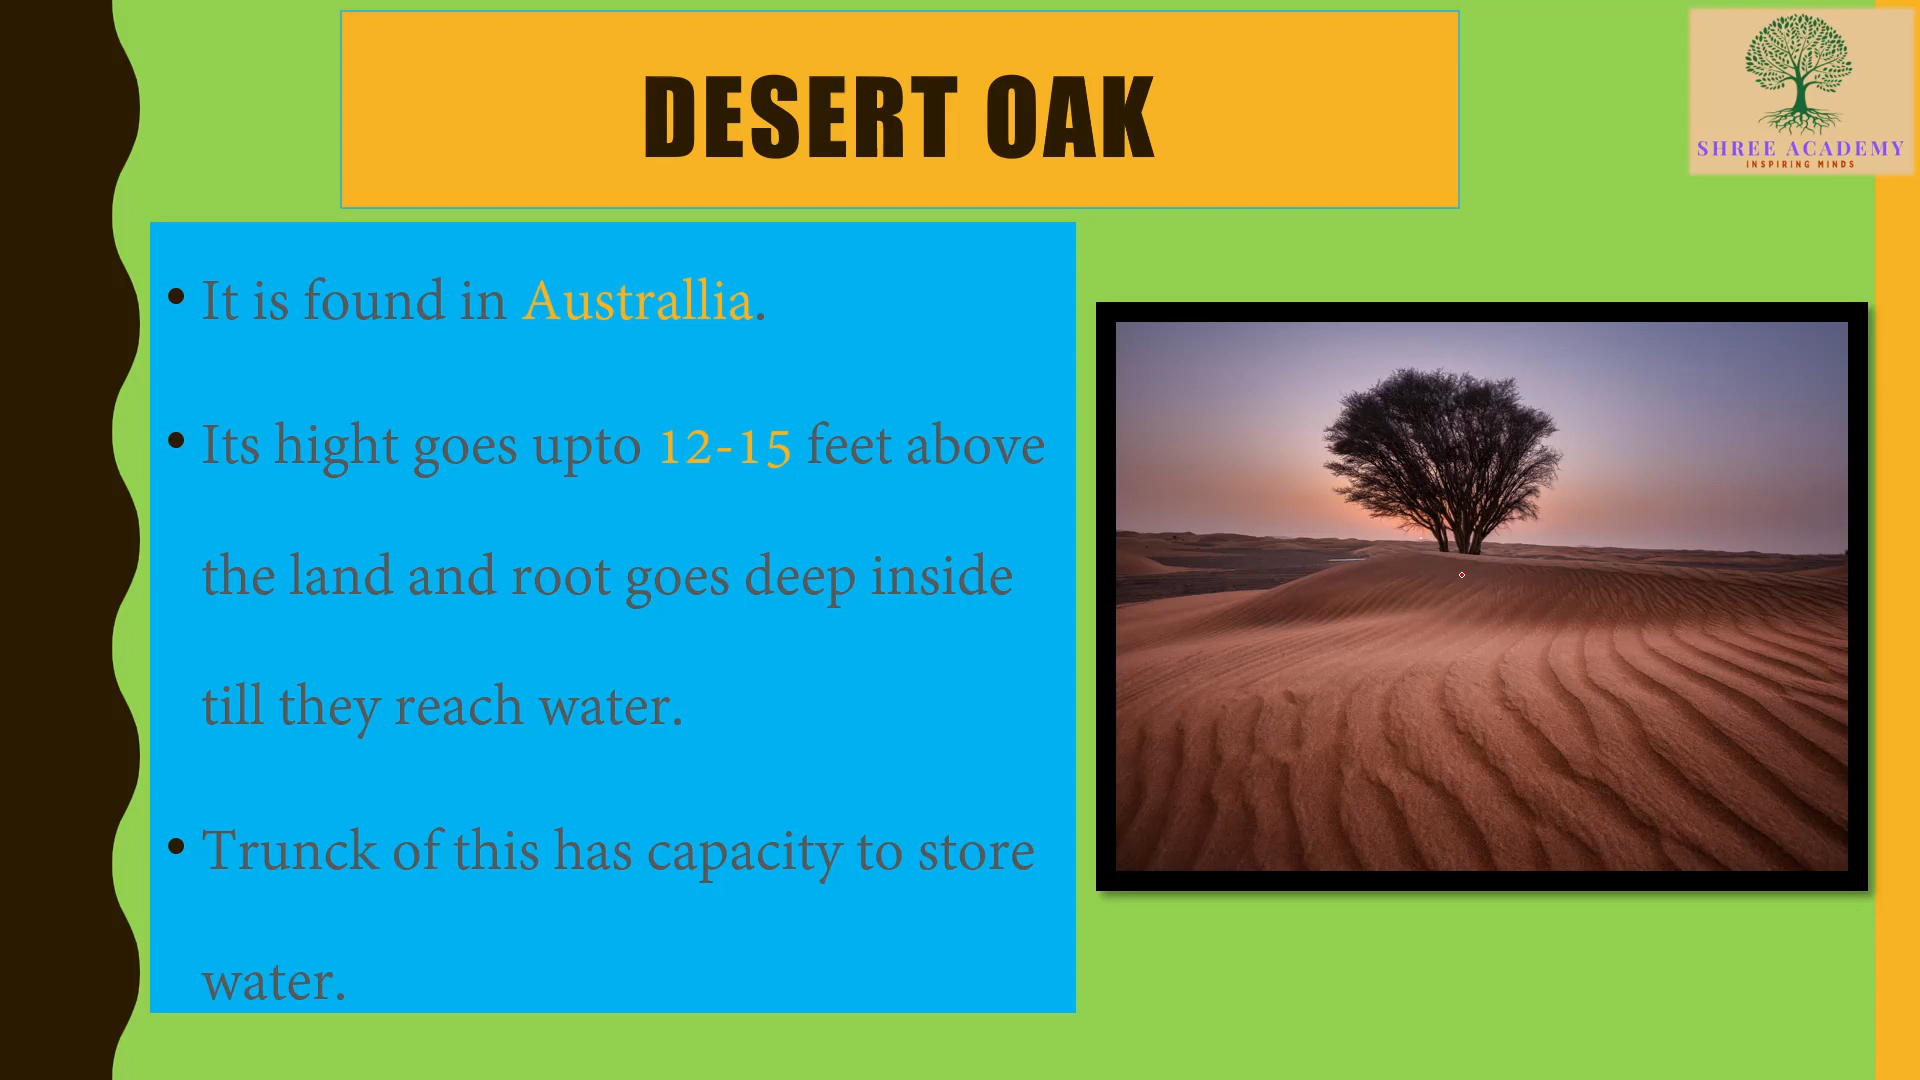 DESERT OAK
SHREE ACADEMY
INSPIRING MINDS
• It is found in Australlia.
• Its hight goes upto 12-15 feet above
the land and root goes deep inside
till they reach water.
• Trunck of this has capacity to store
water.